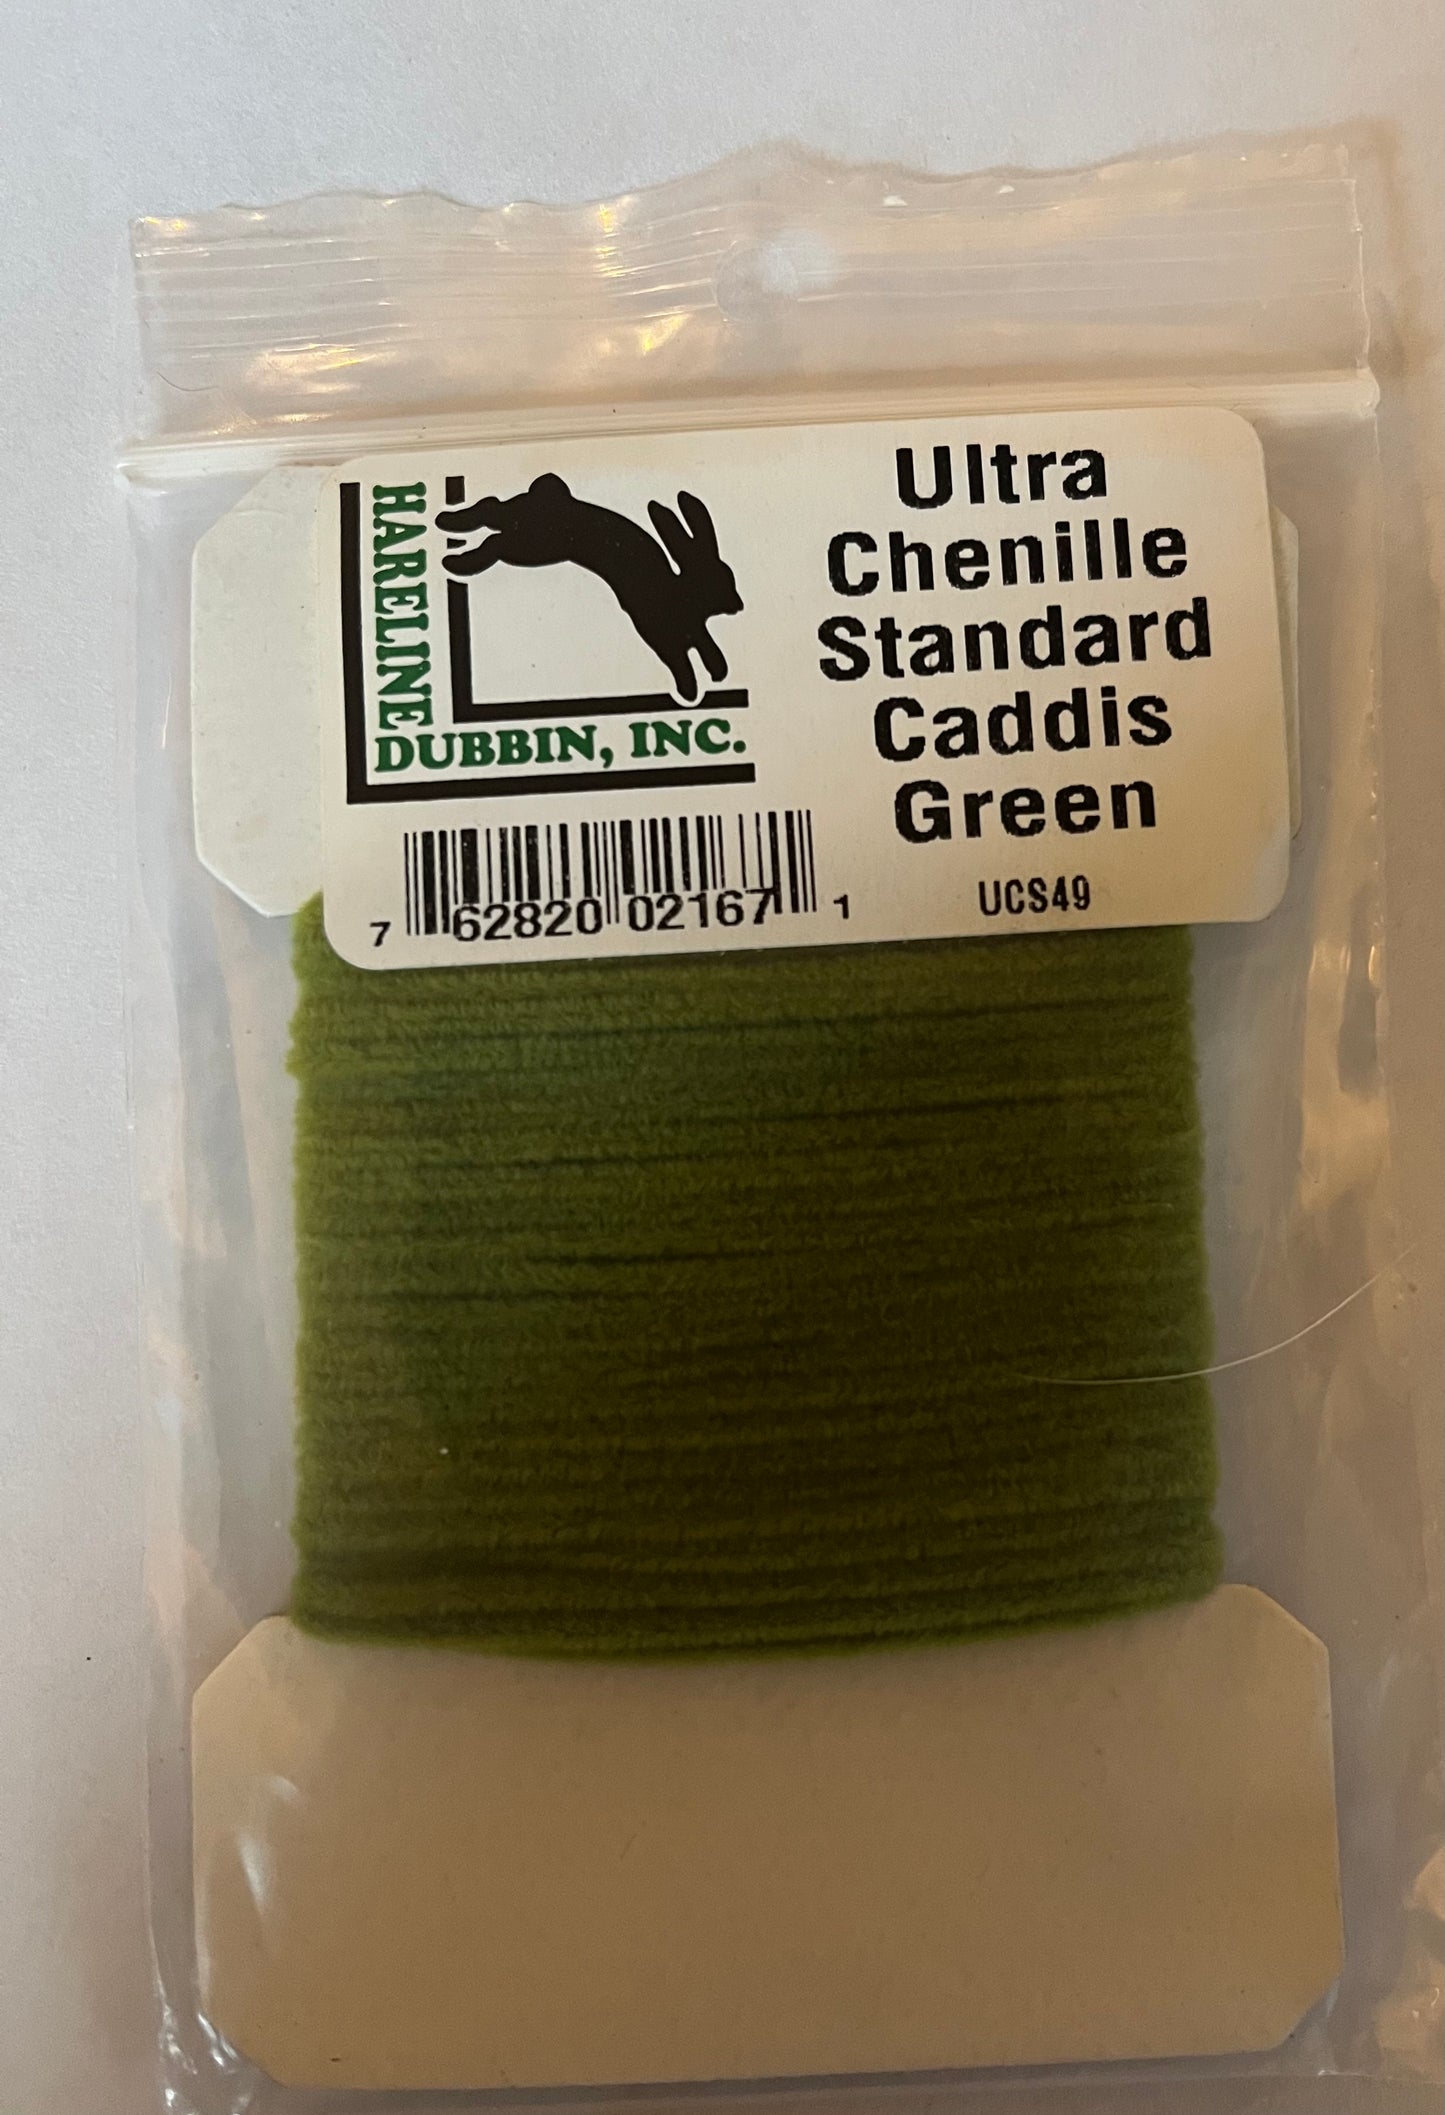 HARELINE
DUBBIN, INC.
Ultra
Chenille
Standard
Caddis
Green
UCS49
7 62820 02167 1